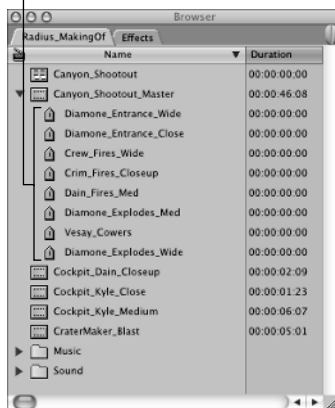 Browser
Radius_MakingOf Effects
Name Duration
Canyon_Shootout 00:00:00:00
Canyon_Shootout_Master 00:00:46:08
Diamone_Entrance_Wide 00:00:00:00
Diamone_Entrance_Close 00:00:00:00
Crew_Fires_Wide 00:00:00:00
Crim_Fires_Closeup 00:00:00:00
Dain_Fires_Med 00:00:00:00
Diamone_Explodes_Med 00:00:00:00
Vesay_Cowers 00:00:00:00
Diamone_Explodes_Wide 00:00:00:00
Cockpit_Dain_Closeup 00:00:02:09
Cockpit_Kyle_Close 00:00:01:23
Cockpit_Kyle_Medium 00:00:06:07
CraterMaker_Blast 00:00:05:01
Music
Sound